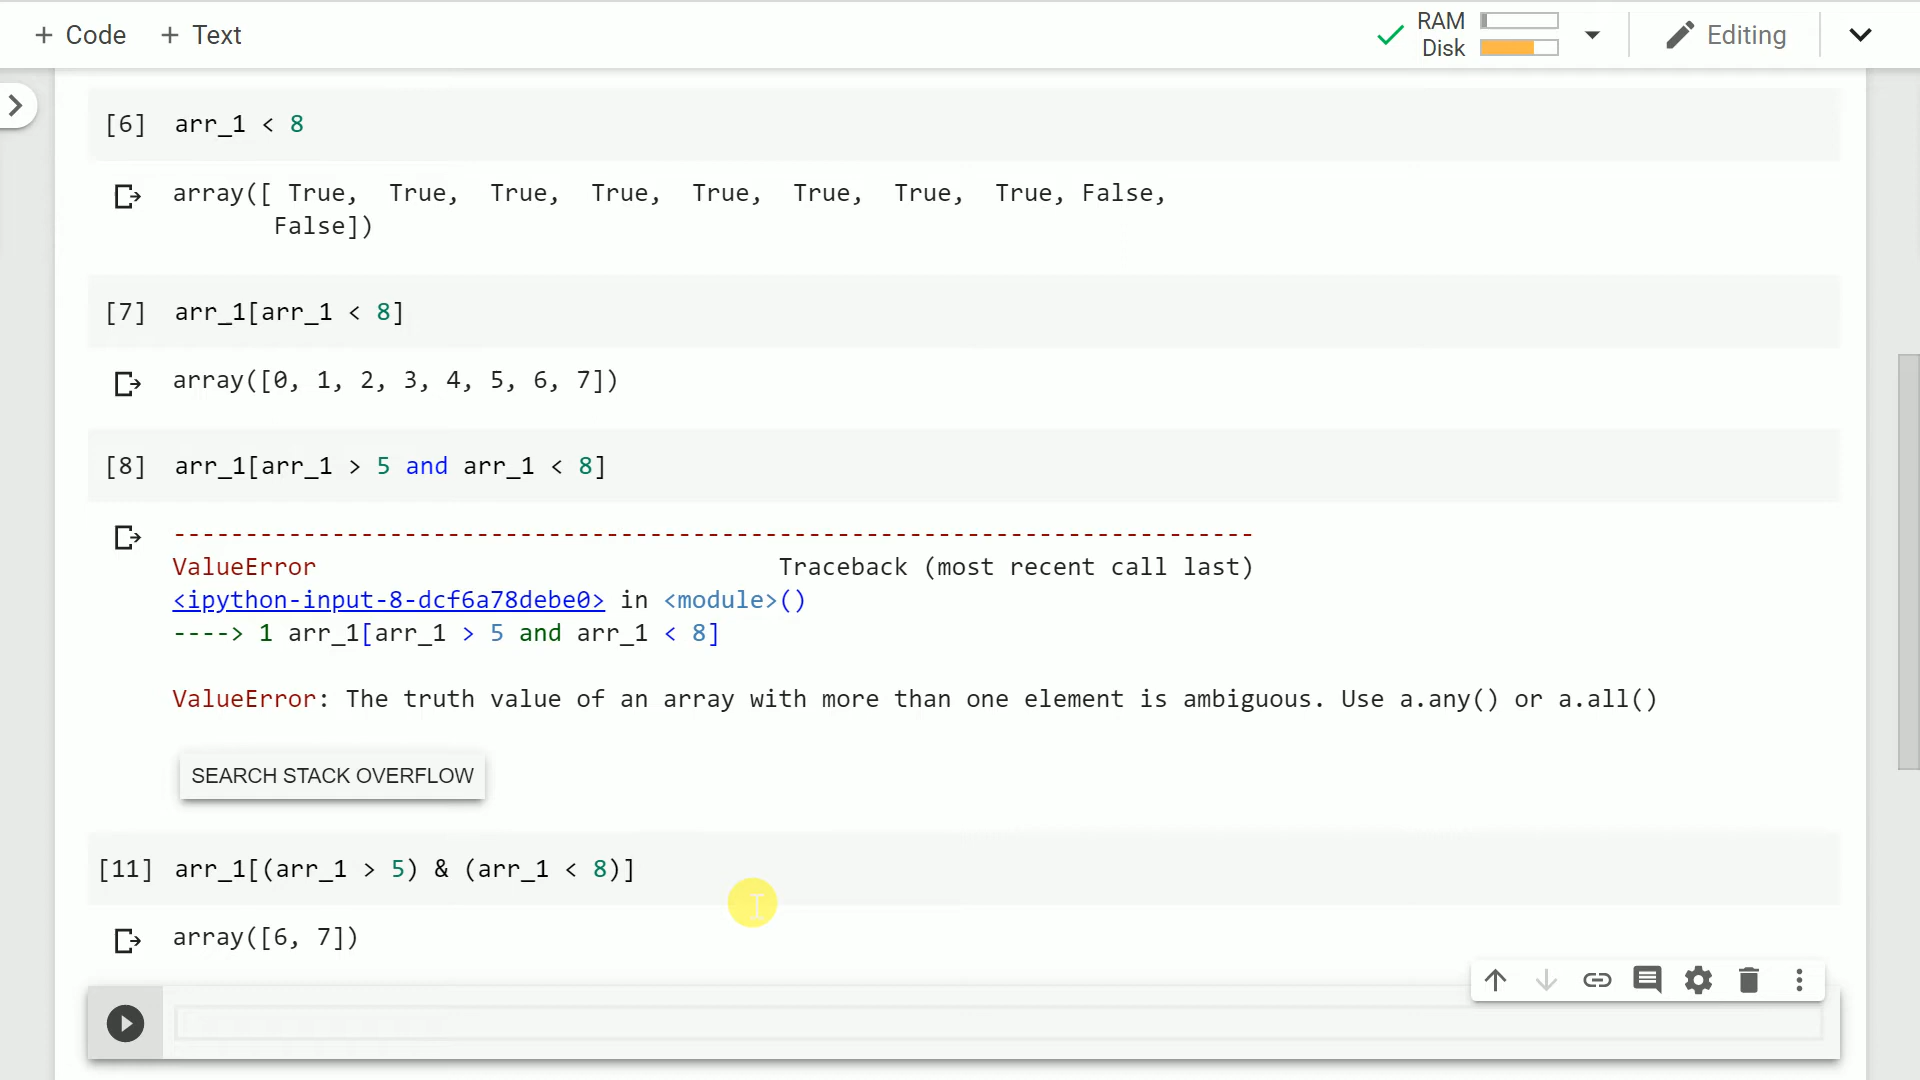 + Code + Text
RAM
Disk
Editing
[6] arr_1 < 8
array([ True, True, True, True, True, True, True, True, False,
False])
[7] arr_1[arr_1 < 8]
array([0, 1, 2, 3, 4, 5, 6, 7])
[8] arr_1[arr_1 > 5 and arr_1 < 8]
---------------------------------------------------------------------------
ValueError Traceback (most recent call last)
<ipython-input-8-dcf6a78debe0> in <module>()
----> 1 arr_1[arr_1 > 5 and arr_1 < 8]
ValueError: The truth value of an array with more than one element is ambiguous. Use a.any() or a.all()
SEARCH STACK OVERFLOW
[11] arr_1[(arr_1 > 5) & (arr_1 < 8)]
array([6, 7])